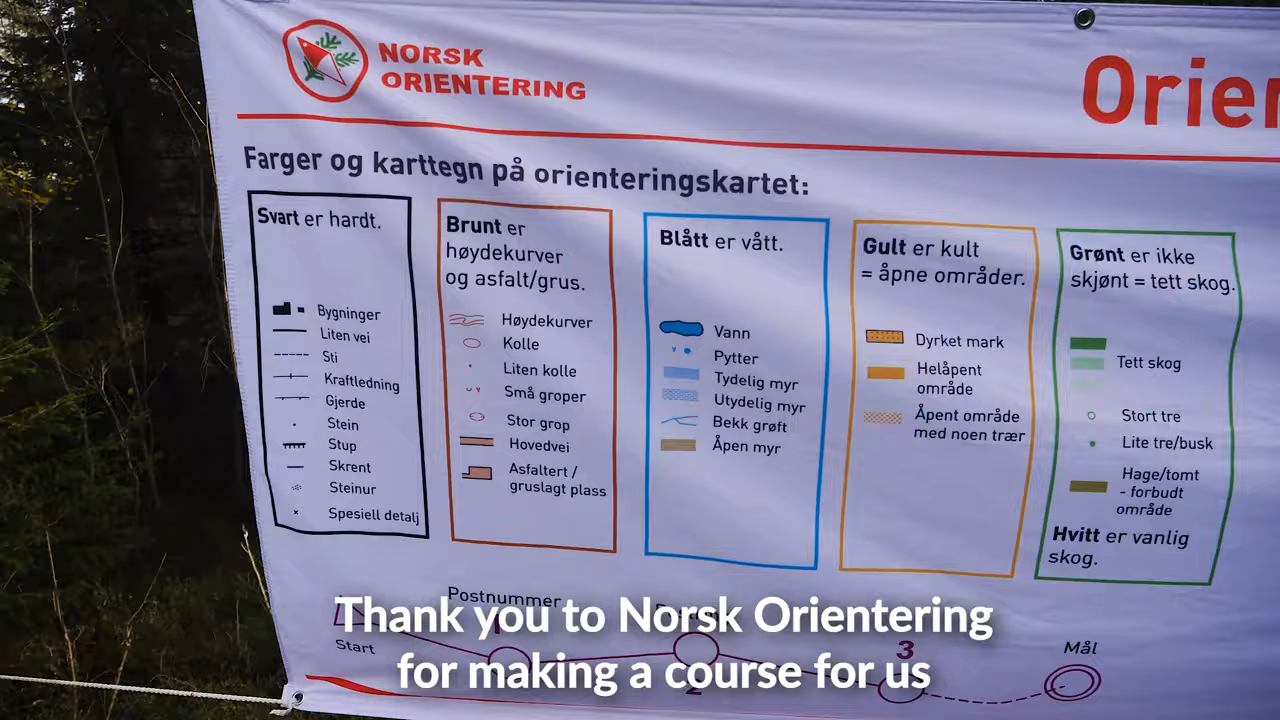 NORSK
ORIENTERING
Orien
Farger og karttegn på orienteringskartet:
Svart er hardt.
Bygninger
Liten vei
Sti
Kraftledning
Gjerde
Stein
Stup
Skrent
Steinur
Spesiell detalj
Brunt er
høydekurver
og asfalt/grus.
Høydekurver
Kolle
Liten kolle
Små groper
Stor grop
Hovedvei
Asfaltert /
gruslagt plass
Blått er vått.
Vann
Pytter
Tydelig myr
Utydelig myr
Bekk grøft
Åpen myr
Gult er kult
= åpne områder.
Dyrket mark
Helåpent
område
Åpent område
med noen trær
Grønt er ikke
skjønt = tett skog.
Tett skog
Stort tre
Lite tre/busk
Hage/tomt
- forbudt
område
Hvitt er vanlig
skog.
Postnummer
Start
1
2
3
Mål
Thank you to Norsk Orientering
for making a course for us